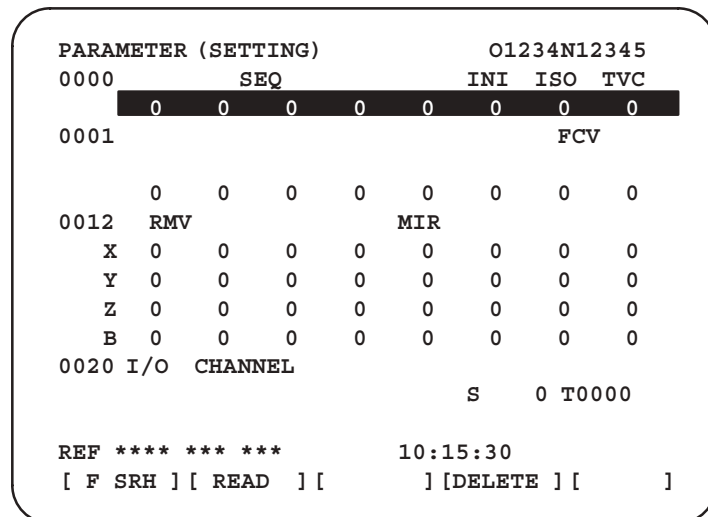 PARAMETER (SETTING) O1234N12345
0000 SEQ INI ISO TVC
0 0 0 0 0 0 0 0
0001 FCV
0 0 0 0 0 0 0 0
0012 RMV MIR
X 0 0 0 0 0 0 0 0
Y 0 0 0 0 0 0 0 0
Z 0 0 0 0 0 0 0 0
B 0 0 0 0 0 0 0 0
0020 I/O CHANNEL
S 0 T0000
REF **** *** *** 10:15:30
[ F SRH ] [ READ ] [ ] [DELETE ] [ ]